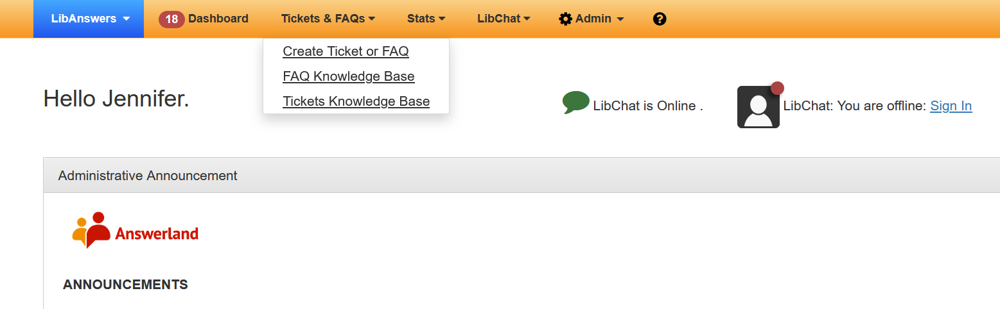 LibAnswers 18 Dashboard Tickets & FAQs Stats LibChat Admin ?
Create Ticket or FAQ
FAQ Knowledge Base
Tickets Knowledge Base
Hello Jennifer.
LibChat is Online .
LibChat: You are offline: Sign In
Administrative Announcement
Answerland
ANNOUNCEMENTS